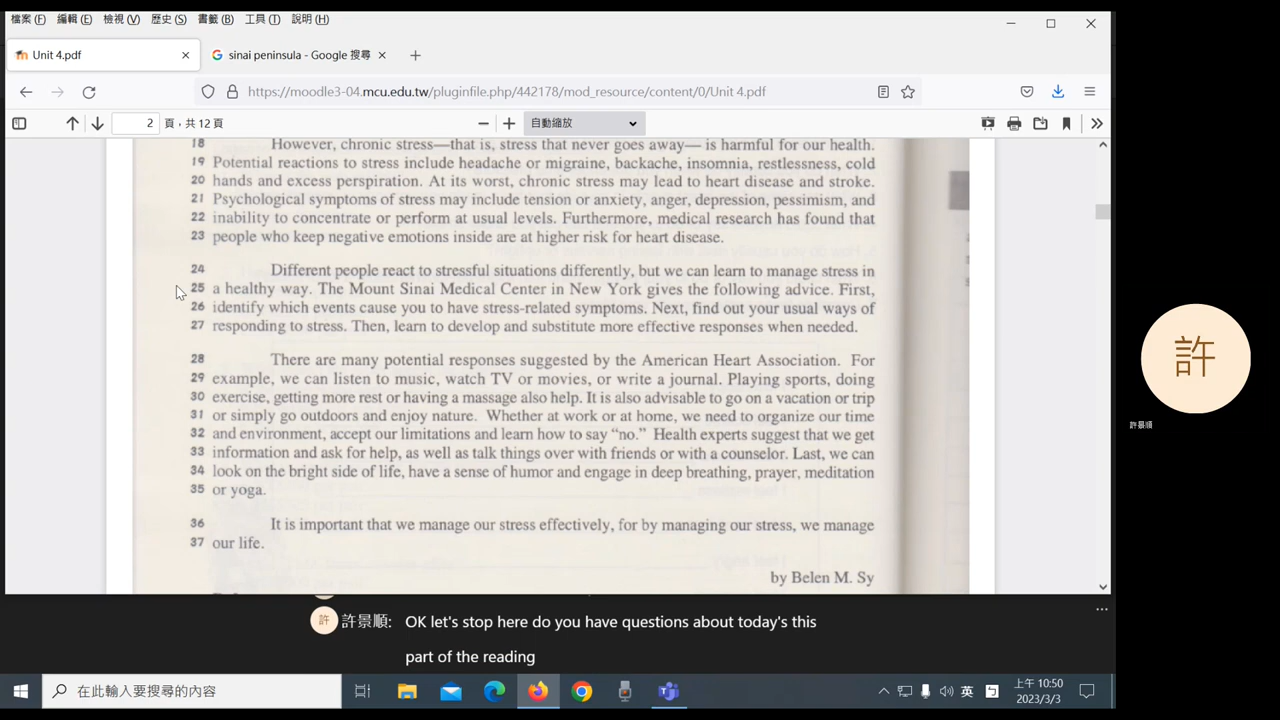 檔案 (F) 編輯 (E) 檢視 (V) 歷史 (S) 書籤 (B) 工具 (T) 說明 (H)
Unit 4.pdf
sinai peninsula - Google 搜尋
https://moodle3-04.mcu.edu.tw/pluginfile.php/442178/mod_resource/content/0/Unit 4.pdf
2 頁，共 12 頁
自動縮放
18 However, chronic stress—that is, stress that never goes away— is harmful for our health.
19 Potential reactions to stress include headache or migraine, backache, insomnia, restlessness, cold
20 hands and excess perspiration. At its worst, chronic stress may lead to heart disease and stroke.
21 Psychological symptoms of stress may include tension or anxiety, anger, depression, pessimism, and
22 inability to concentrate or perform at usual levels. Furthermore, medical research has found that
23 people who keep negative emotions inside are at higher risk for heart disease.
24 Different people react to stressful situations differently, but we can learn to manage stress in
25 a healthy way. The Mount Sinai Medical Center in New York gives the following advice. First,
26 identify which events cause you to have stress-related symptoms. Next, find out your usual ways of
27 responding to stress. Then, learn to develop and substitute more effective responses when needed.
28 There are many potential responses suggested by the American Heart Association. For
29 example, we can listen to music, watch TV or movies, or write a journal. Playing sports, doing
30 exercise, getting more rest or having a massage also help. It is also advisable to go on a vacation or trip
31 or simply go outdoors and enjoy nature. Whether at work or at home, we need to organize our time
32 and environment, accept our limitations and learn how to say “no.” Health experts suggest that we get
33 information and ask for help, as well as talk things over with friends or with a counselor. Last, we can
34 look on the bright side of life, have a sense of humor and engage in deep breathing, prayer, meditation
35 or yoga.
36 It is important that we manage our stress effectively, for by managing our stress, we manage
37 our life.
by Belen M. Sy
許
許景順
許 許景順: OK let's stop here do you have questions about today's this
part of the reading
在此輸入要搜尋的內容
英
上午 10:50
2023/3/3